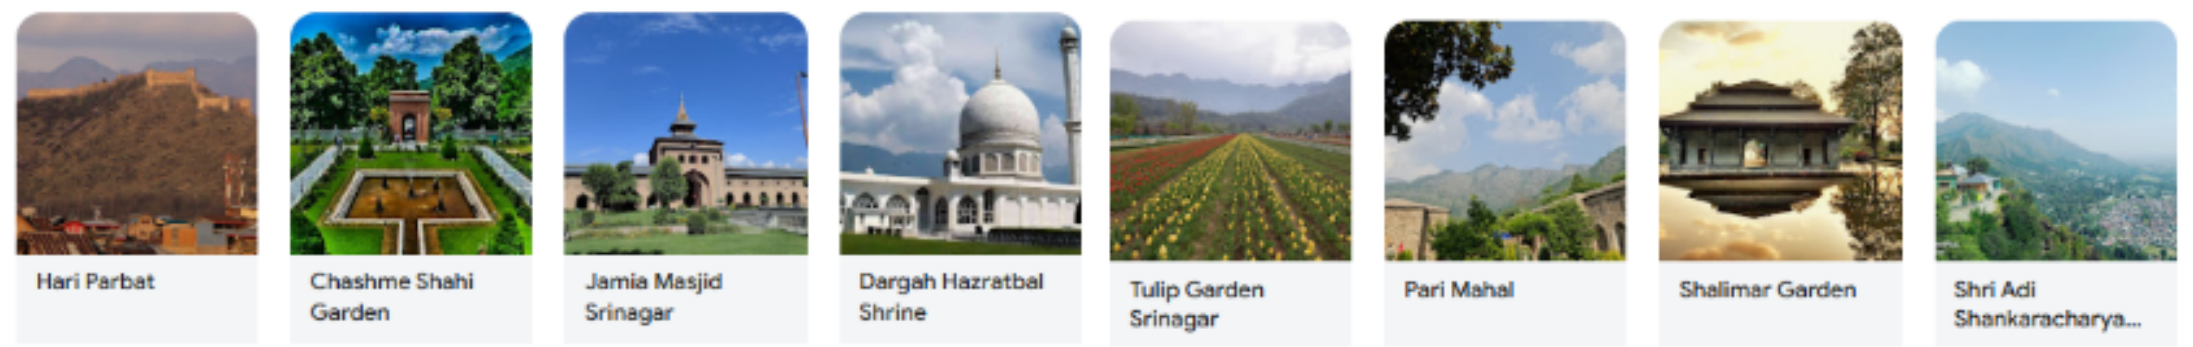 Hari Parbat
Chashme Shahi
Garden
Jamia Masjid
Srinagar
Dargah Hazratbal
Shrine
Tulip Garden
Srinagar
Pari Mahal
Shalimar Garden
Shri Adi
Shankaracharya...